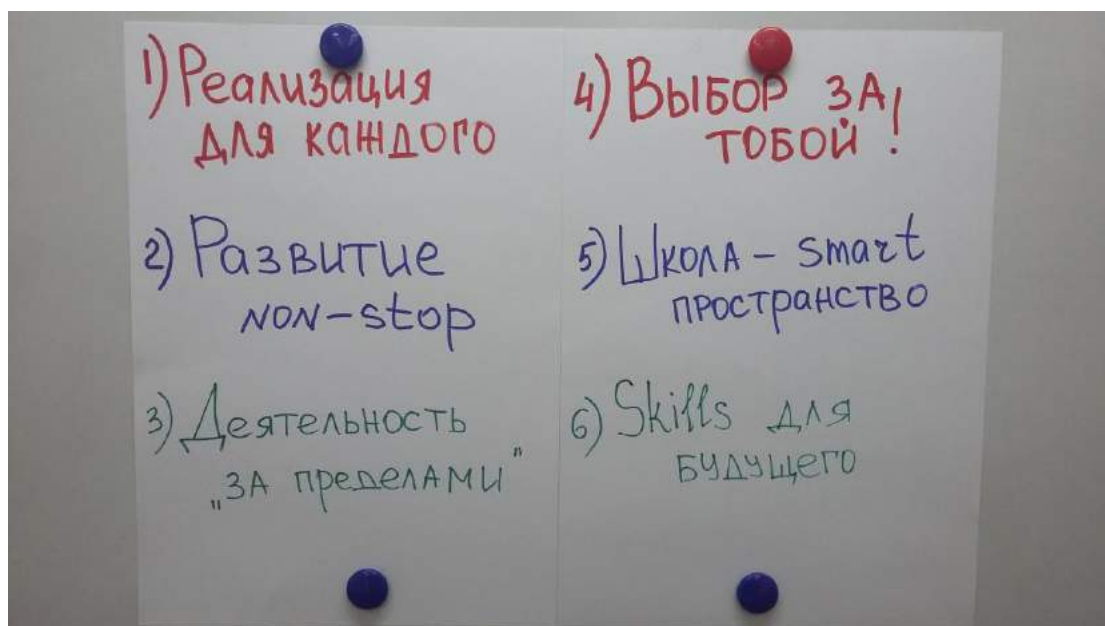 1) Реализация
для каждого
2) Развитие
non-stop
3) Деятельность
„за пределами"
4) Выбор за
тобой!
5) Школа - smart
пространство
6) Skills для
будущего